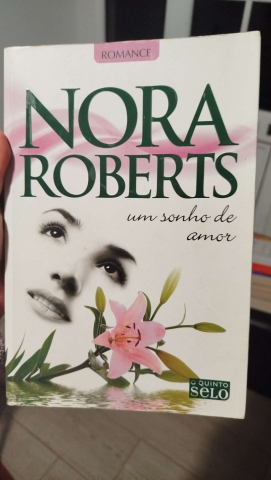 ROMANCE
NORA
ROBERTS
um sonho de
amor
O QUINTO
SELO